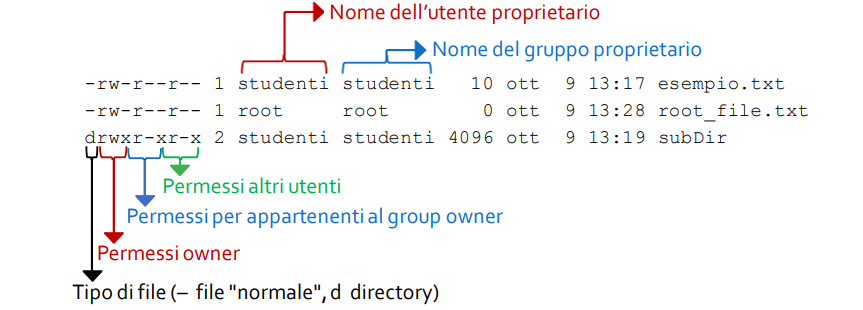 Nome dell'utente proprietario
Nome del gruppo proprietario
-rw-r--r-- 1 studenti studenti   10 ott  9 13:17 esempio.txt
-rw-r--r-- 1 root     root        0 ott  9 13:28 root_file.txt
drwxr-xr-x 2 studenti studenti 4096 ott  9 13:19 subDir
Permessi altri utenti
Permessi per appartenenti al group owner
Permessi owner
Tipo di file (– file "normale", d directory)